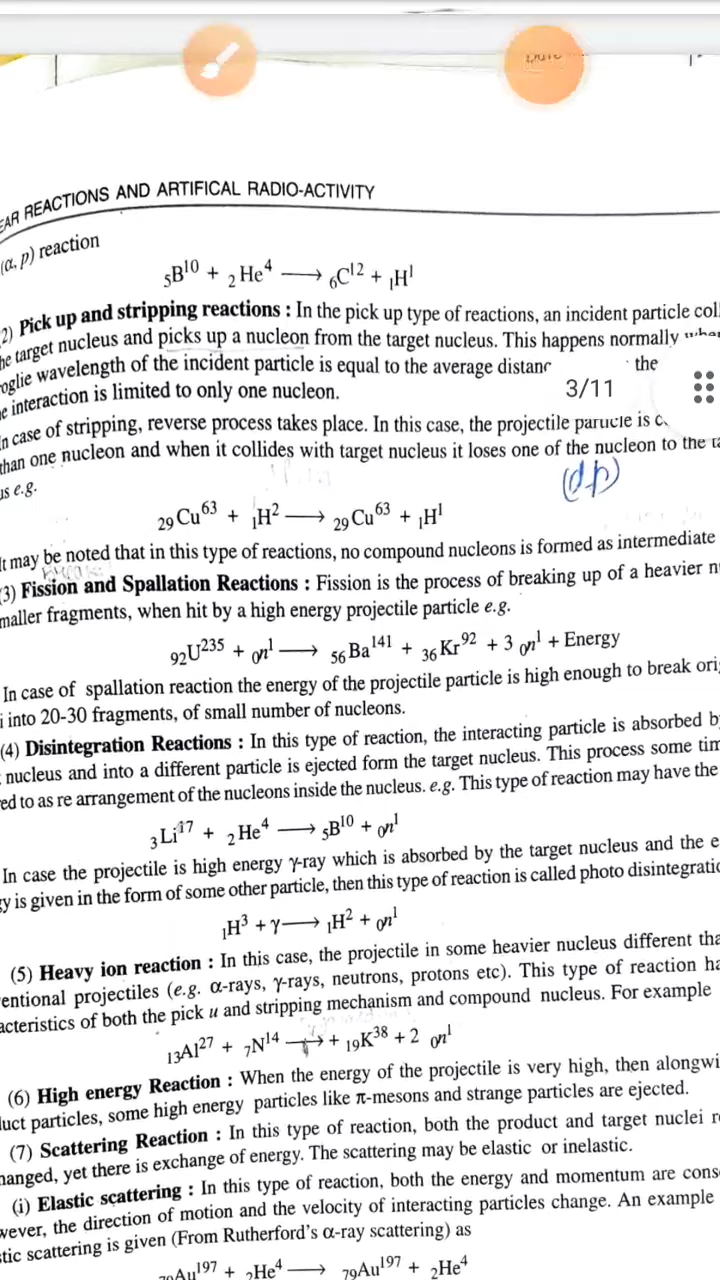 EAR REACTIONS AND ARTIFICAL RADIO-ACTIVITY
(α, p) reaction
₅B¹⁰ + ₂He⁴ ⟶ ₆C¹² + ₁H¹
2) Pick up and stripping reactions : In the pick up type of reactions, an incident particle col
he target nucleus and picks up a nucleon from the target nucleus. This happens normally
oglie wavelength of the incident particle is equal to the average distanc the
e interaction is limited to only one nucleon.
3/11
n case of stripping, reverse process takes place. In this case, the projectile particle is c
than one nucleon and when it collides with target nucleus it loses one of the nucleon to the ta
us e.g.
(d,p)
₂₉Cu⁶³ + ₁H² ⟶ ₂₉Cu⁶³ + ₁H¹
It may be noted that in this type of reactions, no compound nucleons is formed as intermediate
3) Fission and Spallation Reactions : Fission is the process of breaking up of a heavier n
maller fragments, when hit by a high energy projectile particle e.g.
₉₂U²³⁵ + ₀n¹ ⟶ ₅₆Ba¹⁴¹ + ₃₆Kr⁹² + 3 ₀n¹ + Energy
In case of spallation reaction the energy of the projectile particle is high enough to break ori
i into 20-30 fragments, of small number of nucleons.
(4) Disintegration Reactions : In this type of reaction, the interacting particle is absorbed b
nucleus and into a different particle is ejected form the target nucleus. This process some tim
ed to as re arrangement of the nucleons inside the nucleus. e.g. This type of reaction may have the
₃Li¹⁷ + ₂He⁴ ⟶ ₅B¹⁰ + ₀n¹
In case the projectile is high energy γ-ray which is absorbed by the target nucleus and the e
gy is given in the form of some other particle, then this type of reaction is called photo disintegratio
₁H³ + γ ⟶ ₁H² + ₀n¹
(5) Heavy ion reaction : In this case, the projectile in some heavier nucleus different tha
entional projectiles (e.g. α-rays, γ-rays, neutrons, protons etc). This type of reaction ha
acteristics of both the pick u and stripping mechanism and compound nucleus. For example
₁₃Al²⁷ + ₇N¹⁴ ⟶ + ₁₉K³⁸ + 2 ₀n¹
(6) High energy Reaction : When the energy of the projectile is very high, then alongwi
duct particles, some high energy particles like π-mesons and strange particles are ejected.
(7) Scattering Reaction : In this type of reaction, both the product and target nuclei r
hanged, yet there is exchange of energy. The scattering may be elastic or inelastic.
(i) Elastic scattering : In this type of reaction, both the energy and momentum are cons
wever, the direction of motion and the velocity of interacting particles change. An example
stic scattering is given (From Rutherford's α-ray scattering) as
₇₉Au¹⁹⁷ + ₂He⁴ ⟶ ₇₉Au¹⁹⁷ + ₂He⁴